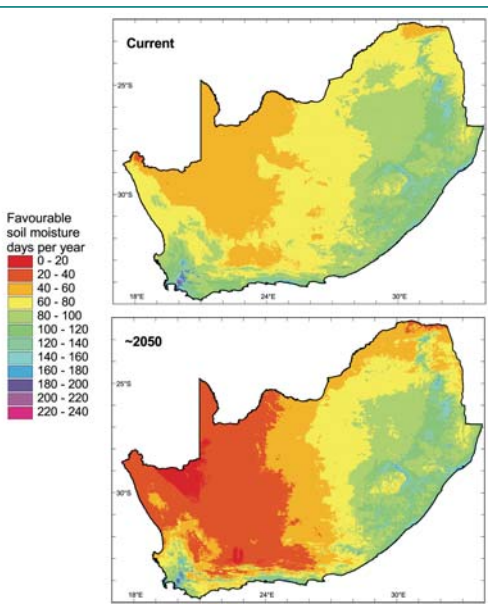 Current
25°S
30°S
18°E
24°E
30°E
Favourable
soil moisture
days per year
0 - 20
20 - 40
40 - 60
60 - 80
80 - 100
100 - 120
120 - 140
140 - 160
160 - 180
180 - 200
200 - 220
220 - 240
~2050
25°S
30°S
18°E
24°E
30°E